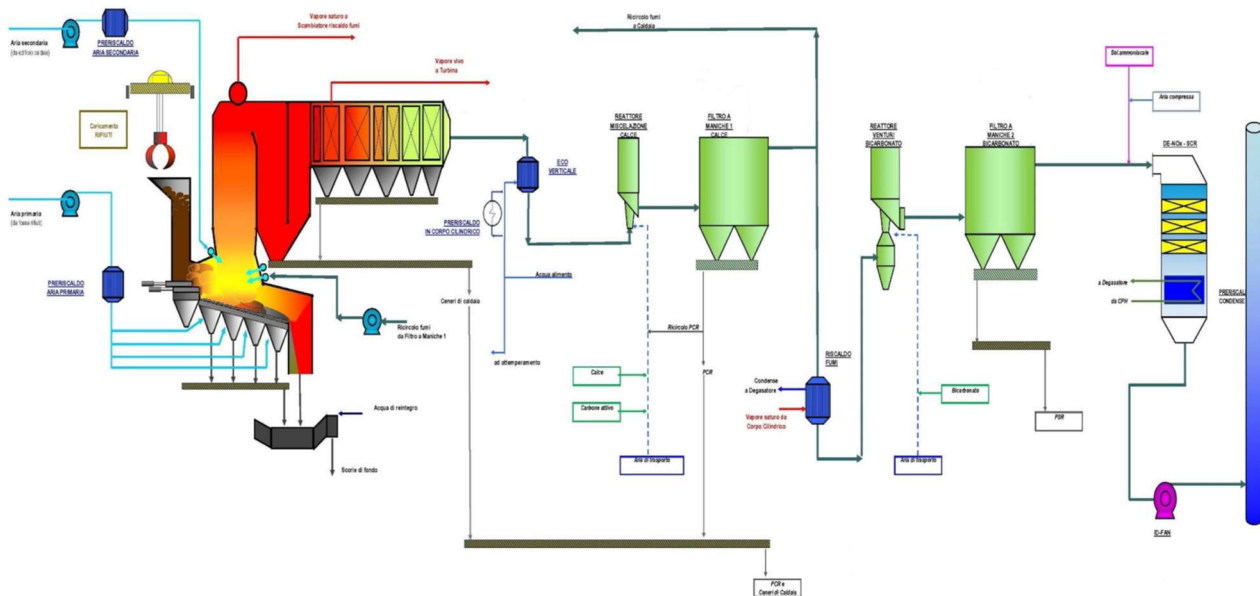 Aria secondaria
PRERISCALDO
ARIA SECONDARIA
Vapore saturo a
Scambiatore riscaldo fumi
Vapore vivo
a Turbina
Caricamento
RIFIUTI
Aria primaria
PRERISCALDO
ARIA PRIMARIA
Ricircolo fumi
da Filtro a Maniche 1
Acqua di reintegro
Scorie di fondo
Ceneri di caldaia
ECO
VERTICALE
PRERISCALDO
IN CORPO CILINDRICO
Acqua alimento
ad attemperamento
Ricircolo fumi
a Caldaia
REATTORE
MISCELAZIONE
CALCE
FILTRO A
MANICHE 1
CALCE
Ricircolo PCR
PCR
Calce
Carbone attivo
Aria di trasporto
PCR e
Ceneri di Caldaia
RISCALDO
FUMI
Condense
a Degasatore
Vapore saturo da
Corpo Cilindrico
REATTORE
VENTURI
BICARBONATO
FILTRO A
MANICHE 2
BICARBONATO
Bicarbonato
Aria di trasporto
PSR
Sol.ammoniacale
Aria compressa
DE-NOx - SCR
a Degasatore
da CPH
PRERISCAL
CONDENSE
ID-FAN